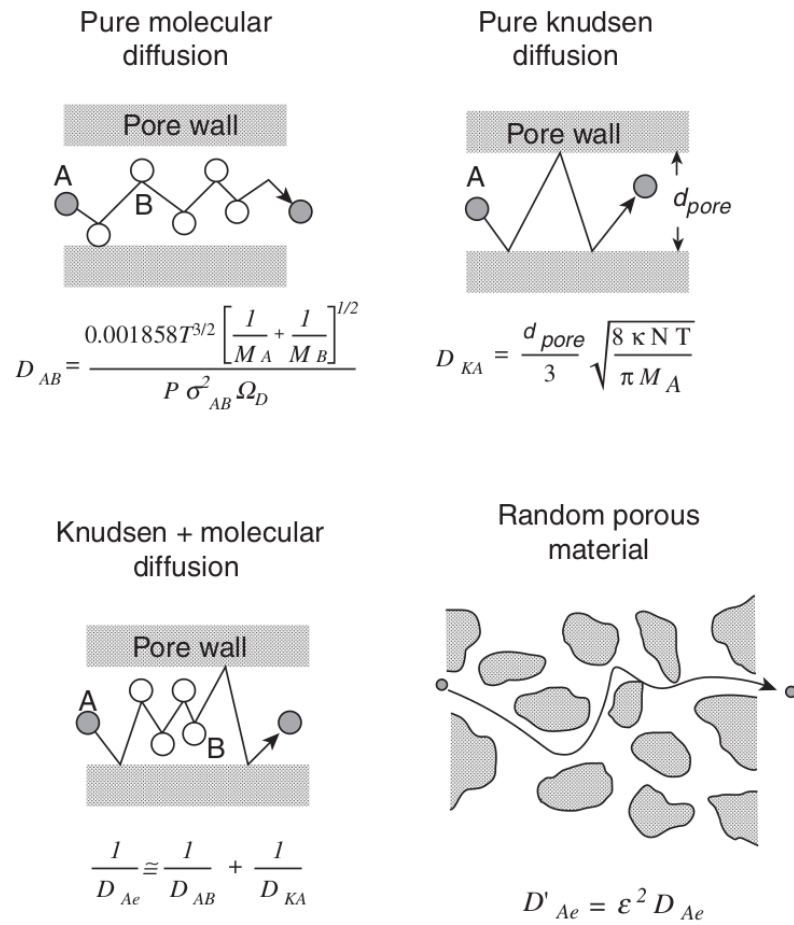 Pure molecular
diffusion
Pore wall
A
B
D_AB = 0.001858T^3/2 [1/M_A + 1/M_B]^1/2 / P σ²_AB Ω_D
Pure knudsen
diffusion
Pore wall
A
d_pore
D_KA = d_pore/3 √(8 κ N T / π M_A)
Knudsen + molecular
diffusion
Pore wall
A
B
1/D_Ae ≅ 1/D_AB + 1/D_KA
Random porous
material
D'_Ae = ε² D_Ae